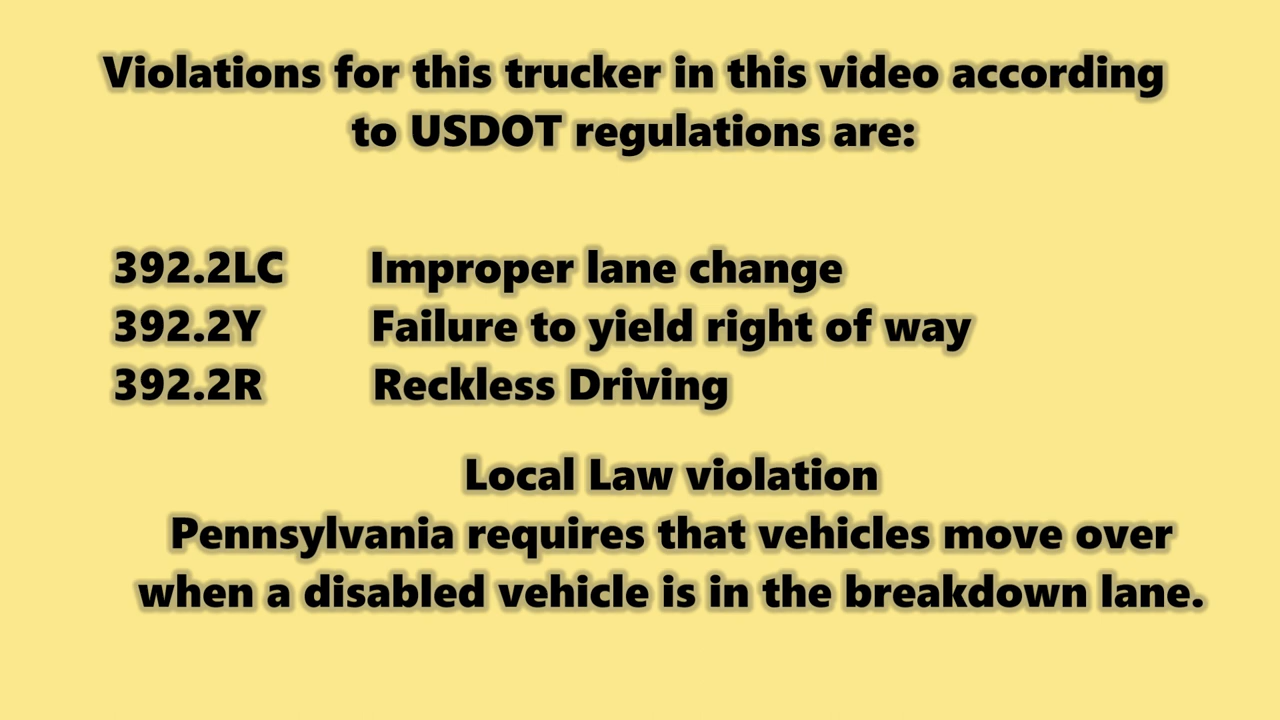 Violations for this trucker in this video according
to USDOT regulations are:
392.2LC Improper lane change
392.2Y Failure to yield right of way
392.2R Reckless Driving
Local Law violation
Pennsylvania requires that vehicles move over
when a disabled vehicle is in the breakdown lane.